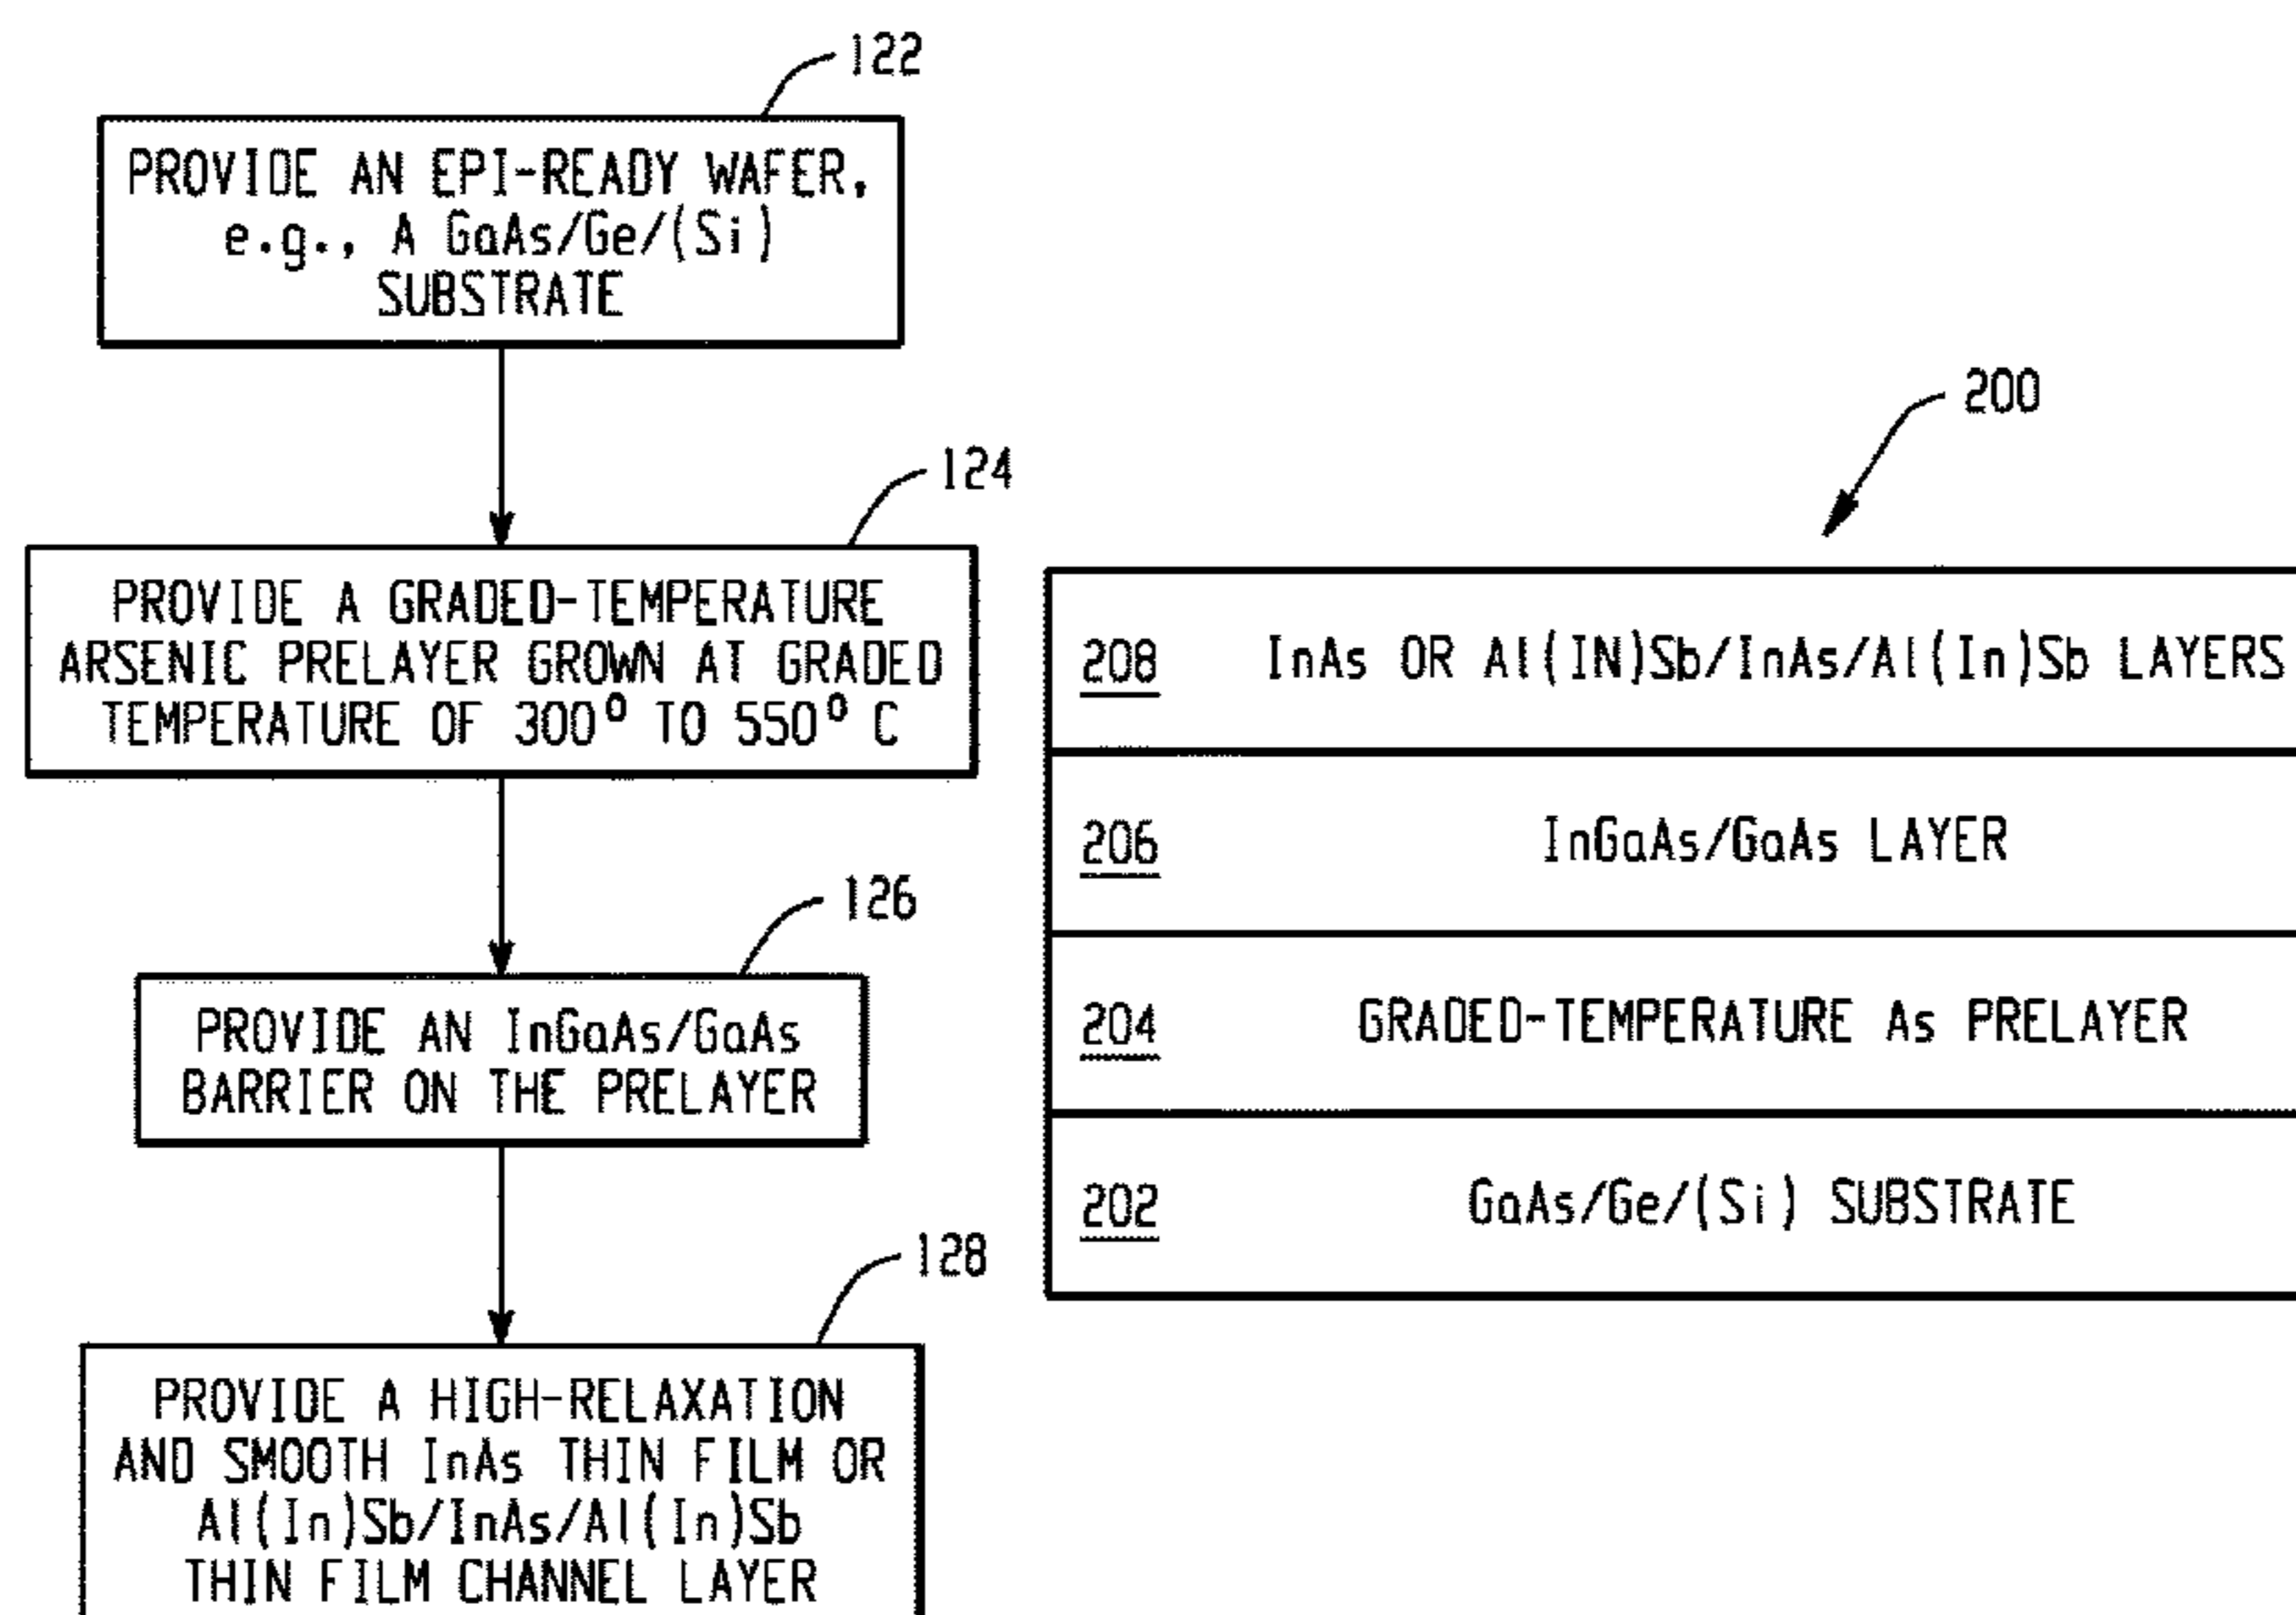 122
PROVIDE AN EPI-READY WAFER,
e.g., A GaAs/Ge/(Si)
SUBSTRATE
124
PROVIDE A GRADED-TEMPERATURE
ARSENIC PRELAYER GROWN AT GRADED
TEMPERATURE OF 300° TO 550° C
126
PROVIDE AN InGaAs/GaAs
BARRIER ON THE PRELAYER
128
PROVIDE A HIGH-RELAXATION
AND SMOOTH InAs THIN FILM OR
Al(In)Sb/InAs/Al(In)Sb
THIN FILM CHANNEL LAYER
200
208 InAs OR Al(IN)Sb/InAs/Al(In)Sb LAYERS
206 InGaAs/GaAs LAYER
204 GRADED-TEMPERATURE As PRELAYER
202 GaAs/Ge/(Si) SUBSTRATE